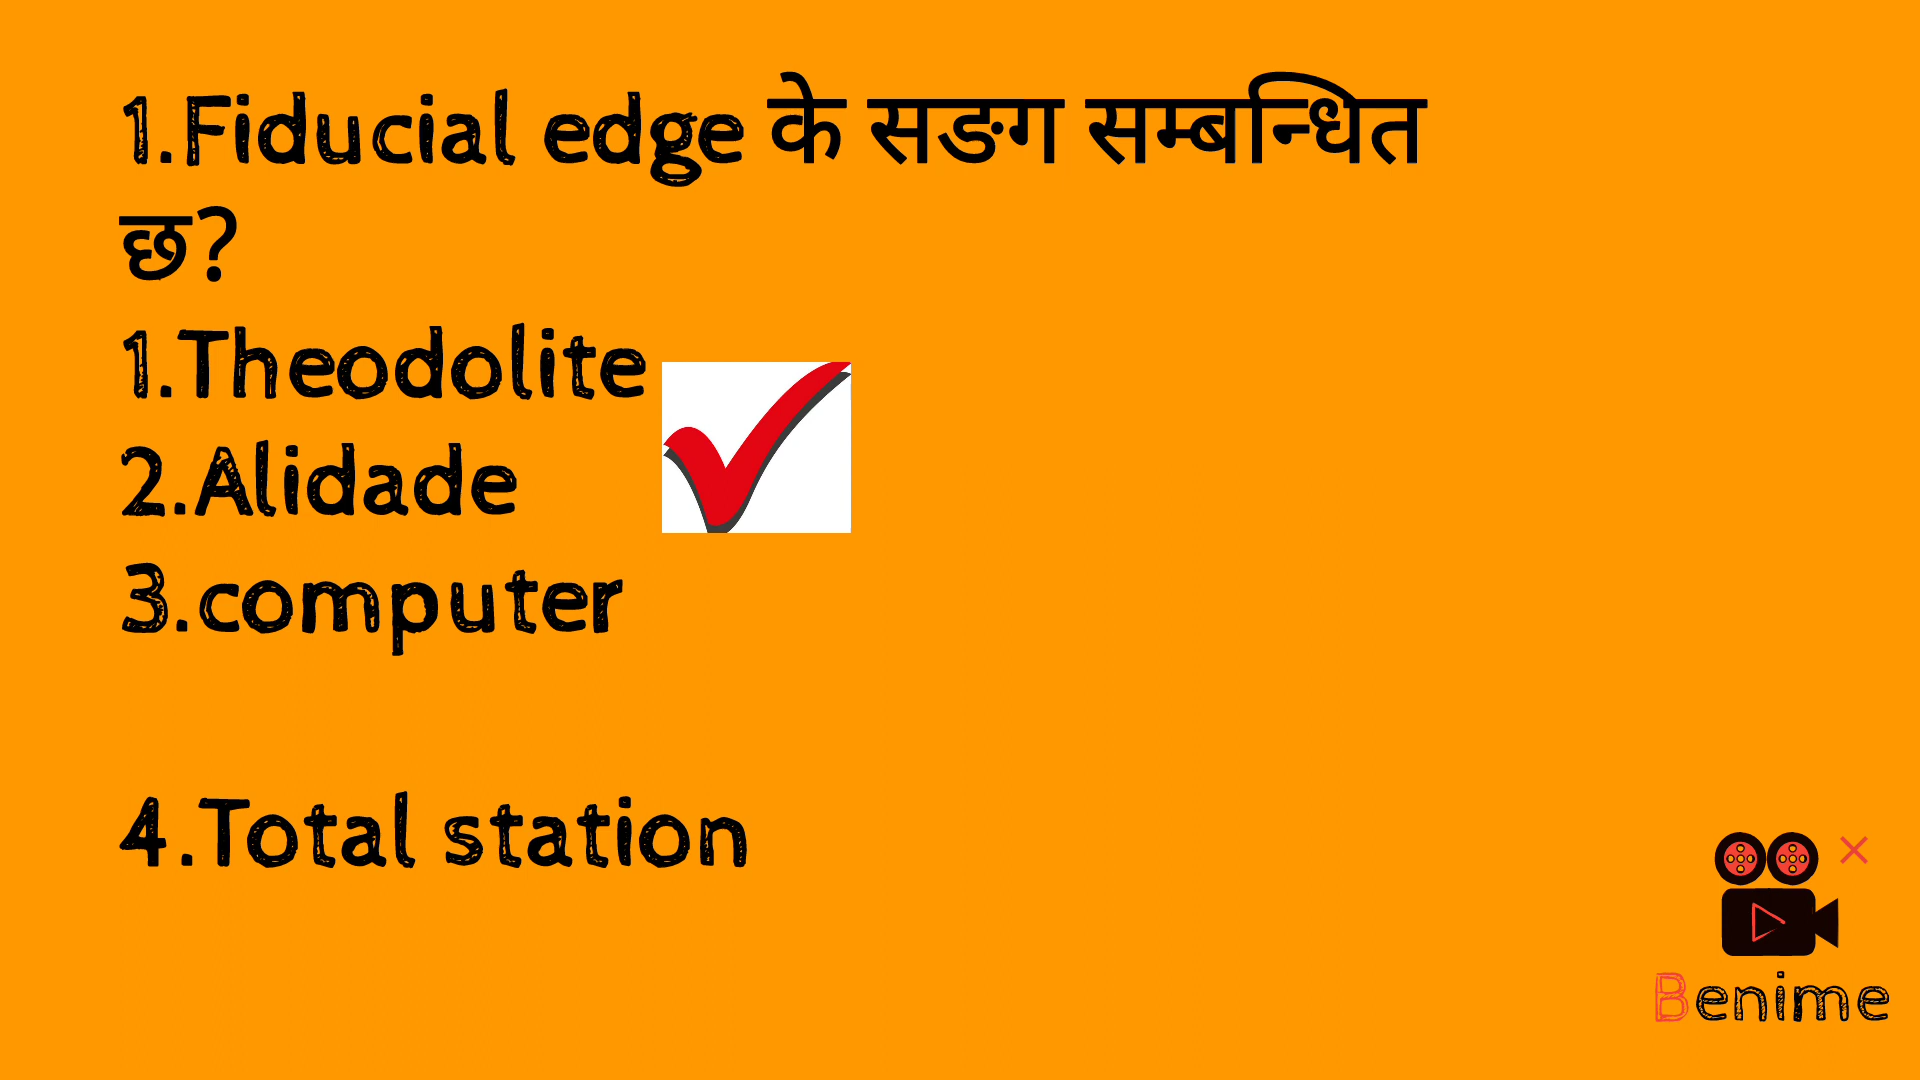 1.Fiducial edge के सङग सम्बन्धित
छ?
1.Theodolite
2.Alidade
3.computer
4.Total station
Benime